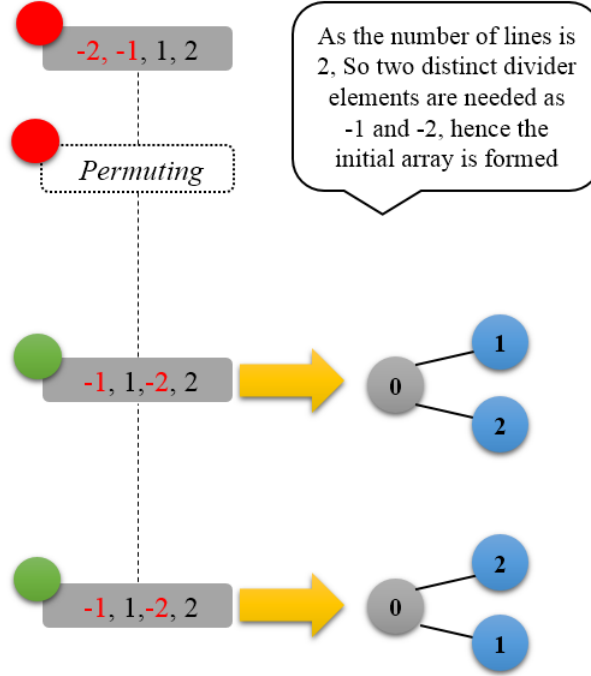 -2, -1, 1, 2
As the number of lines is
2, So two distinct divider
elements are needed as
-1 and -2, hence the
initial array is formed
Permuting
-1, 1,-2, 2
0
1
2
-1, 1,-2, 2
0
2
1